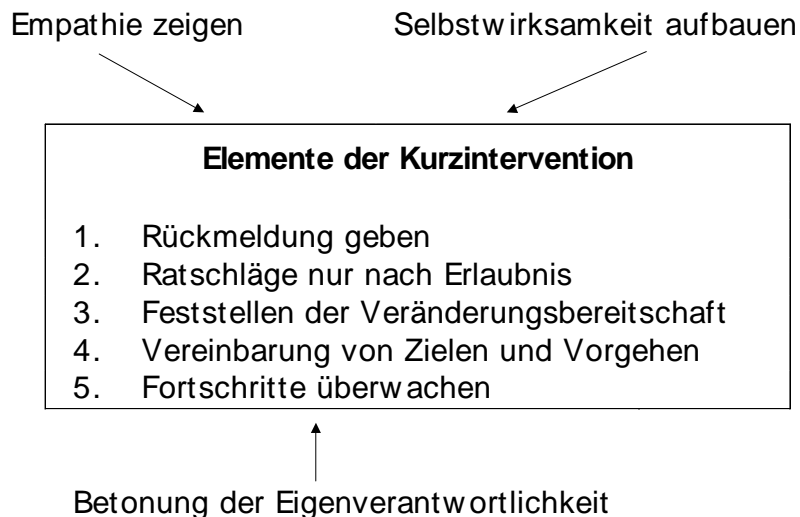 Empathie zeigen Selbstwirksamkeit aufbauen
Elemente der Kurzintervention
1. Rückmeldung geben
2. Ratschläge nur nach Erlaubnis
3. Feststellen der Veränderungsbereitschaft
4. Vereinbarung von Zielen und Vorgehen
5. Fortschritte überwachen
Betonung der Eigenverantwortlichkeit